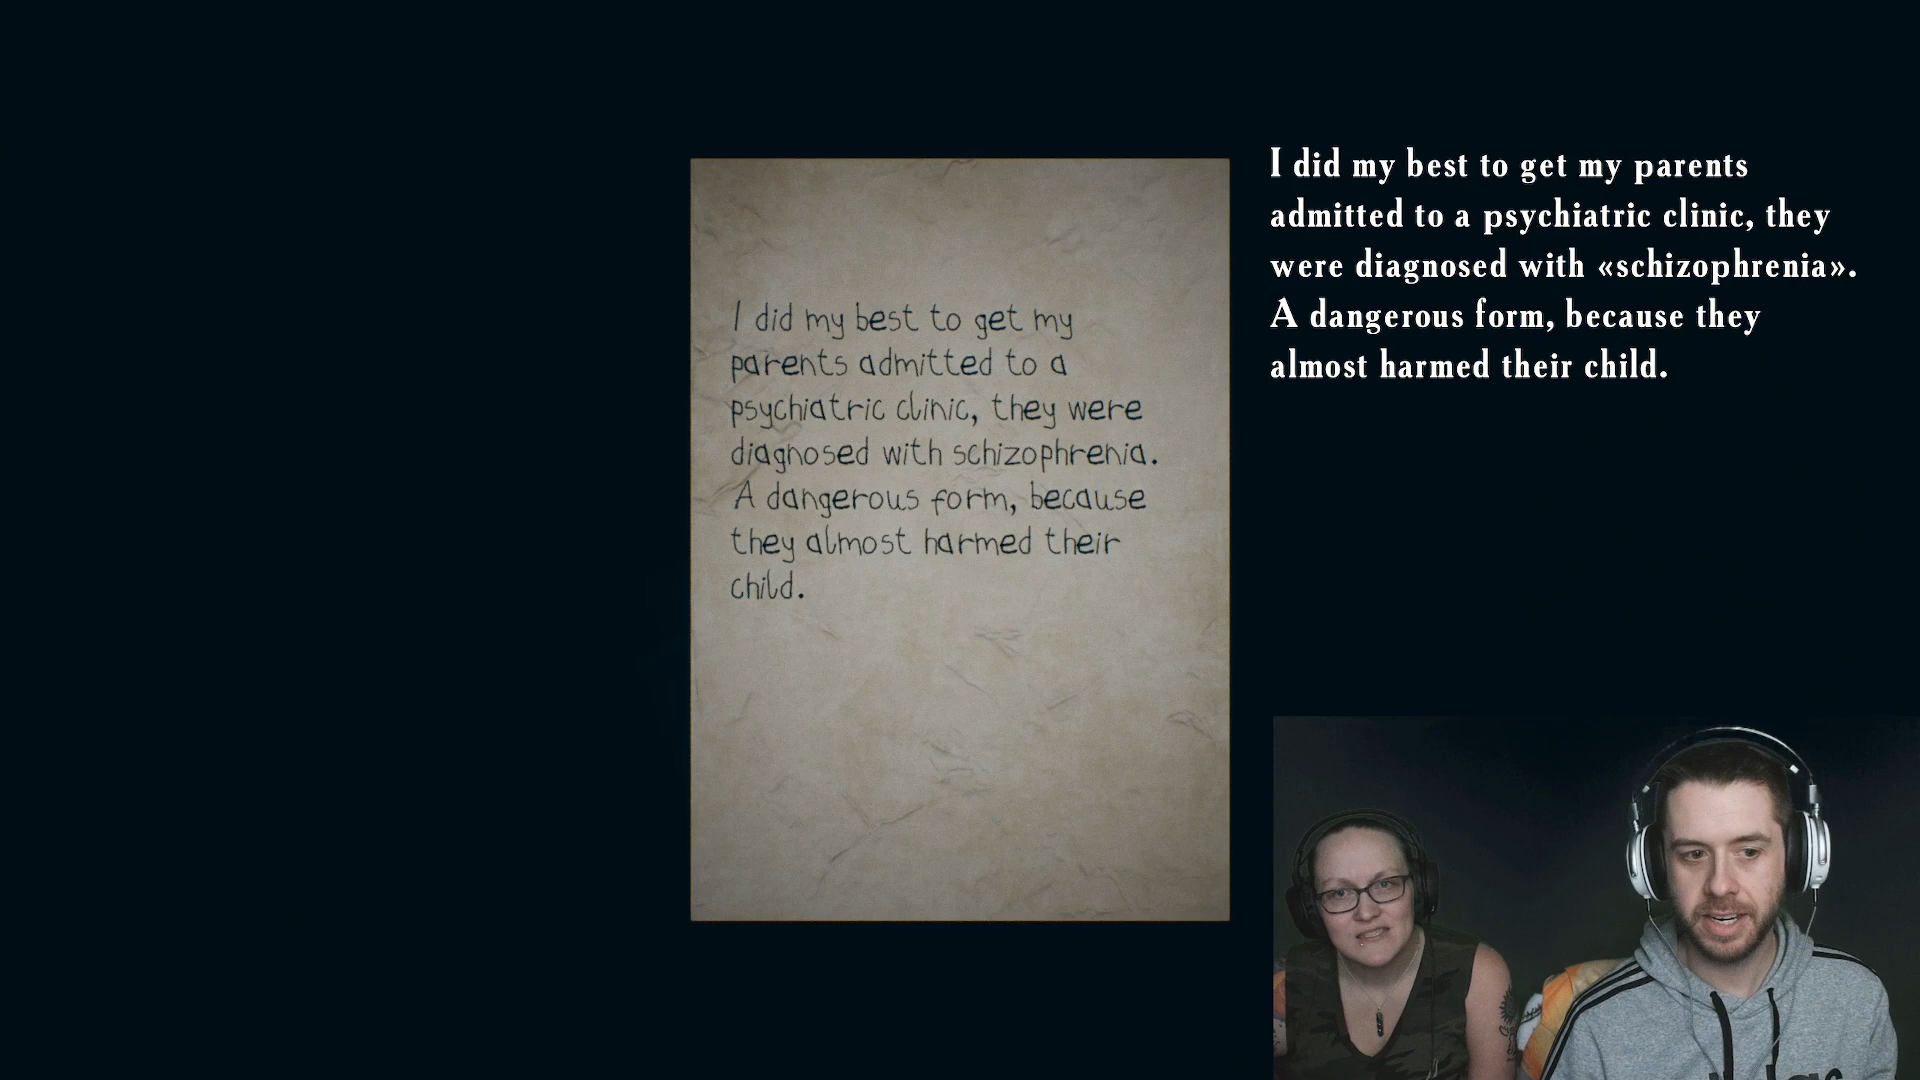 I did my best to get my
parents admitted to a
psychiatric clinic, they were
diagnosed with schizophrenia.
A dangerous form, because
they almost harmed their
child.
I did my best to get my parents
admitted to a psychiatric clinic, they
were diagnosed with «schizophrenia».
A dangerous form, because they
almost harmed their child.